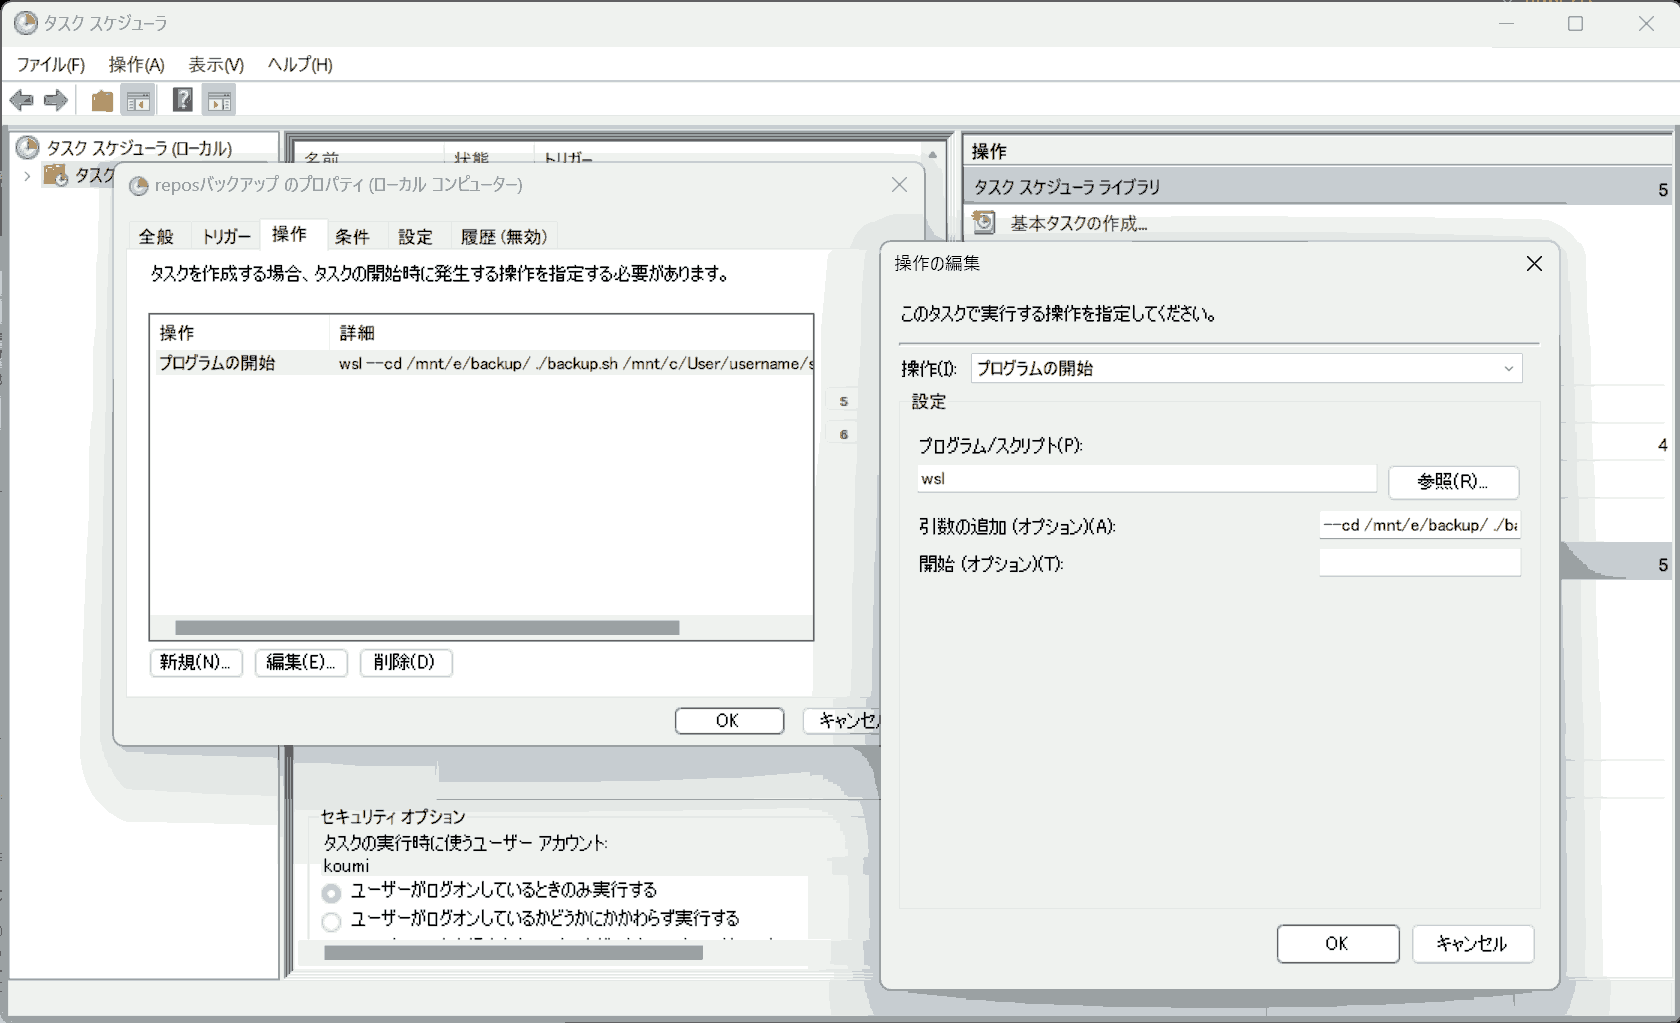 タスク スケジューラ
ファイル(F) 操作(A) 表示(V) ヘルプ(H)
タスク スケジューラ (ローカル)
タスク
名前 状態 トリガー
操作
タスク スケジューラ ライブラリ 5
基本タスクの作成...
reposバックアップ のプロパティ (ローカル コンピューター)
全般 トリガー 操作 条件 設定 履歴 (無効)
タスクを作成する場合、タスクの開始時に発生する操作を指定する必要があります。
操作 詳細
プログラムの開始 wsl --cd /mnt/e/backup/ ./backup.sh /mnt/c/User/username/s
5
6
新規(N)... 編集(E)... 削除(D)
OK キャンセル
セキュリティ オプション
タスクの実行時に使うユーザー アカウント:
koumi
ユーザーがログオンしているときのみ実行する
ユーザーがログオンしているかどうかにかかわらず実行する
操作の編集
このタスクで実行する操作を指定してください。
操作(I): プログラムの開始
設定
プログラム/スクリプト(P):
wsl 参照(R)...
引数の追加 (オプション)(A): --cd /mnt/e/backup/ ./ba
開始 (オプション)(T):
OK キャンセル
4
5